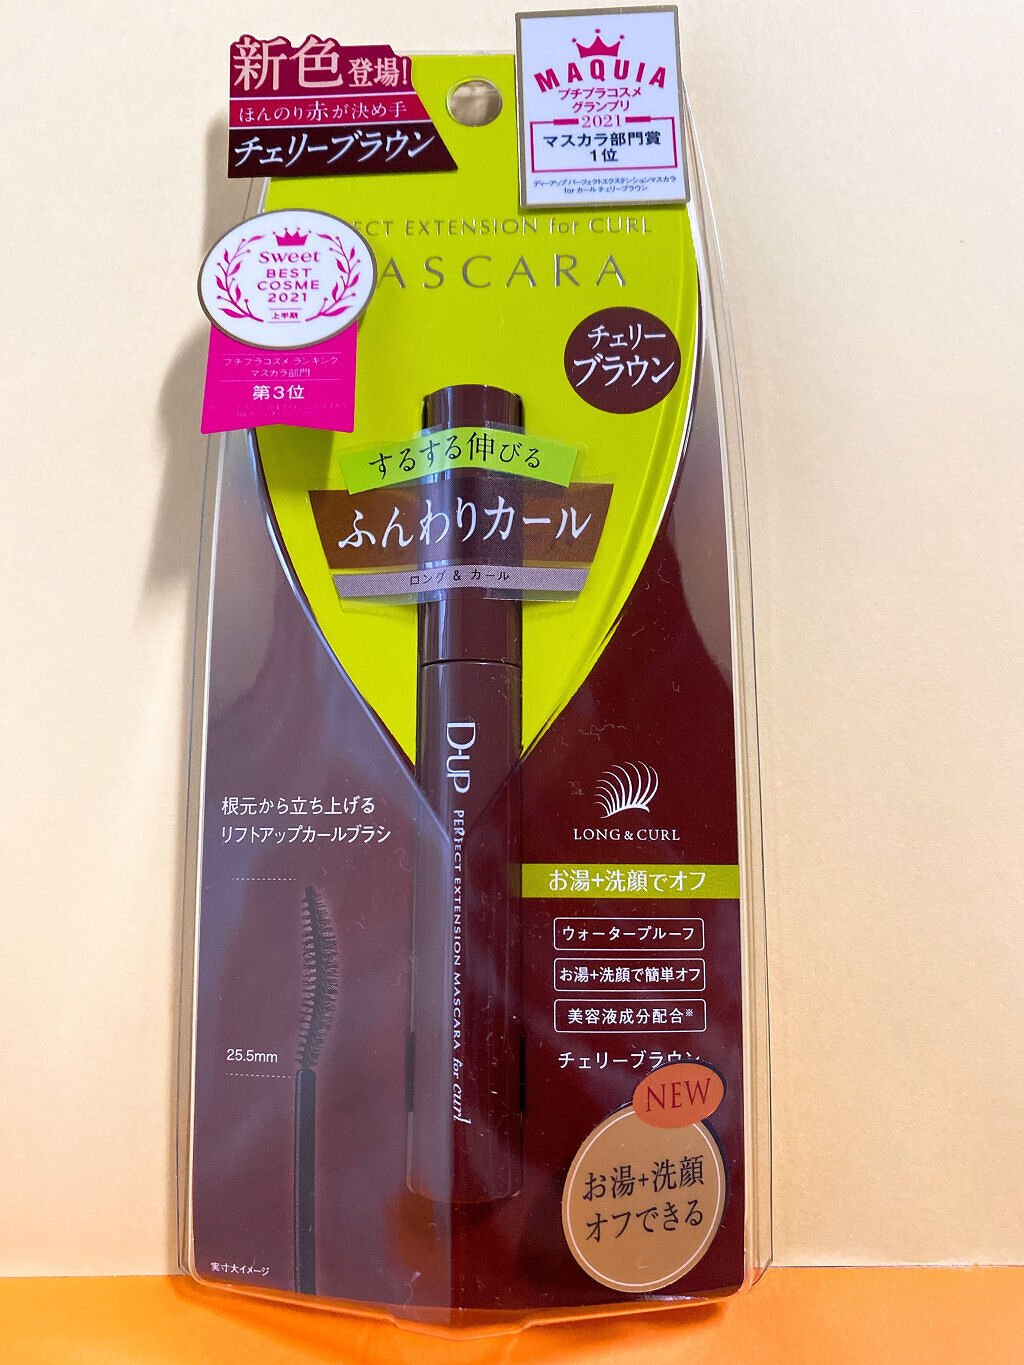 新色登場!
ほんのり赤が決め手
チェリーブラウン
MAQUIA
プチプラコスメ
グランプリ
2021
マスカラ部門賞
1位
ディーアップ パーフェクトエクステンションマスカラ
for カール チェリーブラウン
ECT EXTENSION for CURL
ASCARA
Sweet
BEST
COSME
2021
上半期
プチプラコスメ ランキング
マスカラ部門
第3位
チェリー
ブラウン
するする伸びる
ふんわりカール
ロング & カール
D-UP PERFECT EXTENSION MASCARA for curl
根元から立ち上げる
リフトアップカールブラシ
25.5mm
実寸大イメージ
LONG & CURL
お湯+洗顔でオフ
ウォータープルーフ
お湯+洗顔で簡単オフ
美容液成分配合※
チェリーブラウン
NEW
お湯+洗顔
オフできる